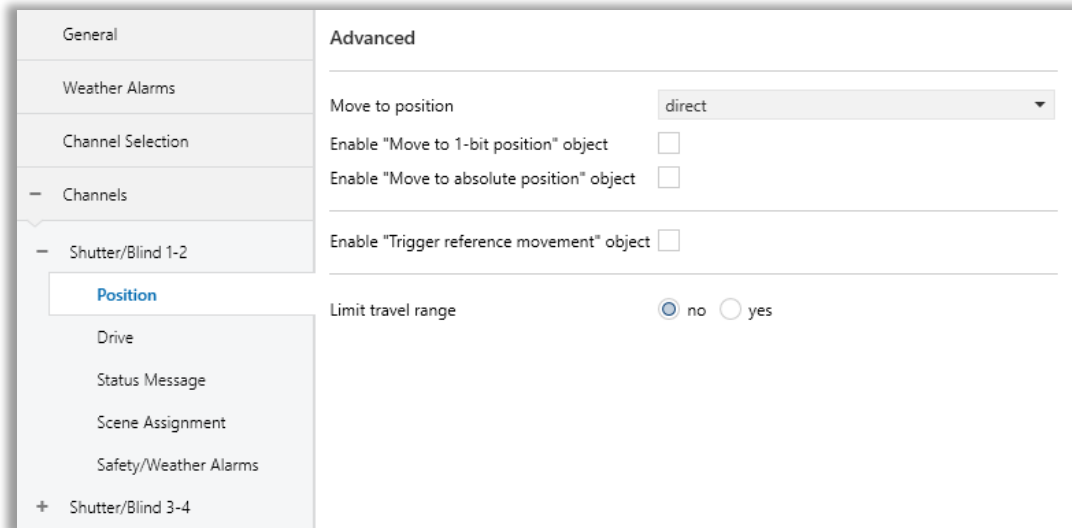 General
Weather Alarms
Channel Selection
Channels
Shutter/Blind 1-2
Position
Drive
Status Message
Scene Assignment
Safety/Weather Alarms
Shutter/Blind 3-4
Advanced
Move to position direct
Enable "Move to 1-bit position" object
Enable "Move to absolute position" object
Enable "Trigger reference movement" object
Limit travel range no yes